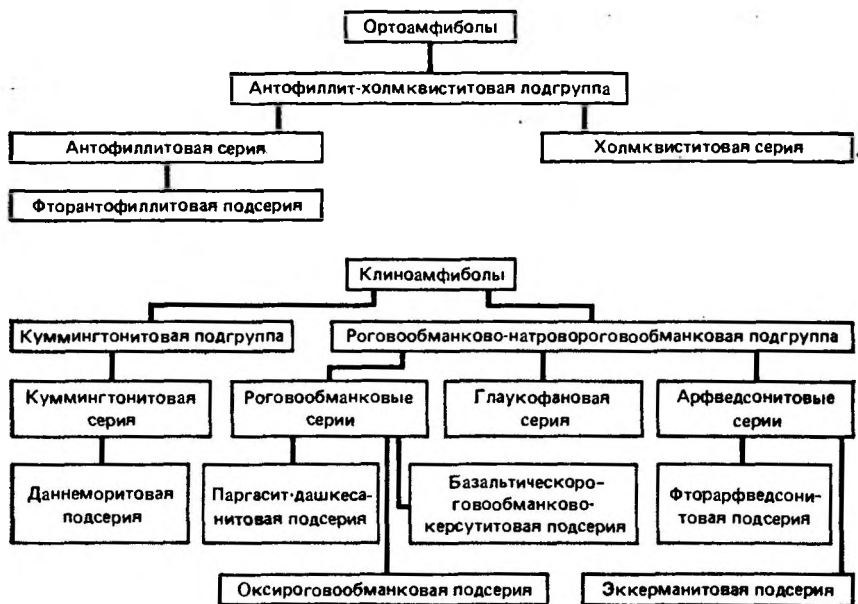 Ортоамфиболы
Антофиллит-холмквиститовая подгруппа
Антофиллитовая серия
Холмквиститовая серия
Фторантофиллитовая подсерия
Клиноамфиболы
Куммингтонитовая подгруппа
Роговообманково-натровороговообманковая подгруппа
Куммингтонитовая
серия
Роговообманковые
серии
Глаукофановая
серия
Арфведсонитовые
серии
Даннеморитовая
подсерия
Паргасит-дашкеса-
нитовая подсерия
Базальтическоро-
говообманково-
керсутитовая подсерия
Фторарфведсони-
товая подсерия
Оксироговообманковая подсерия
Эккерманитовая подсерия